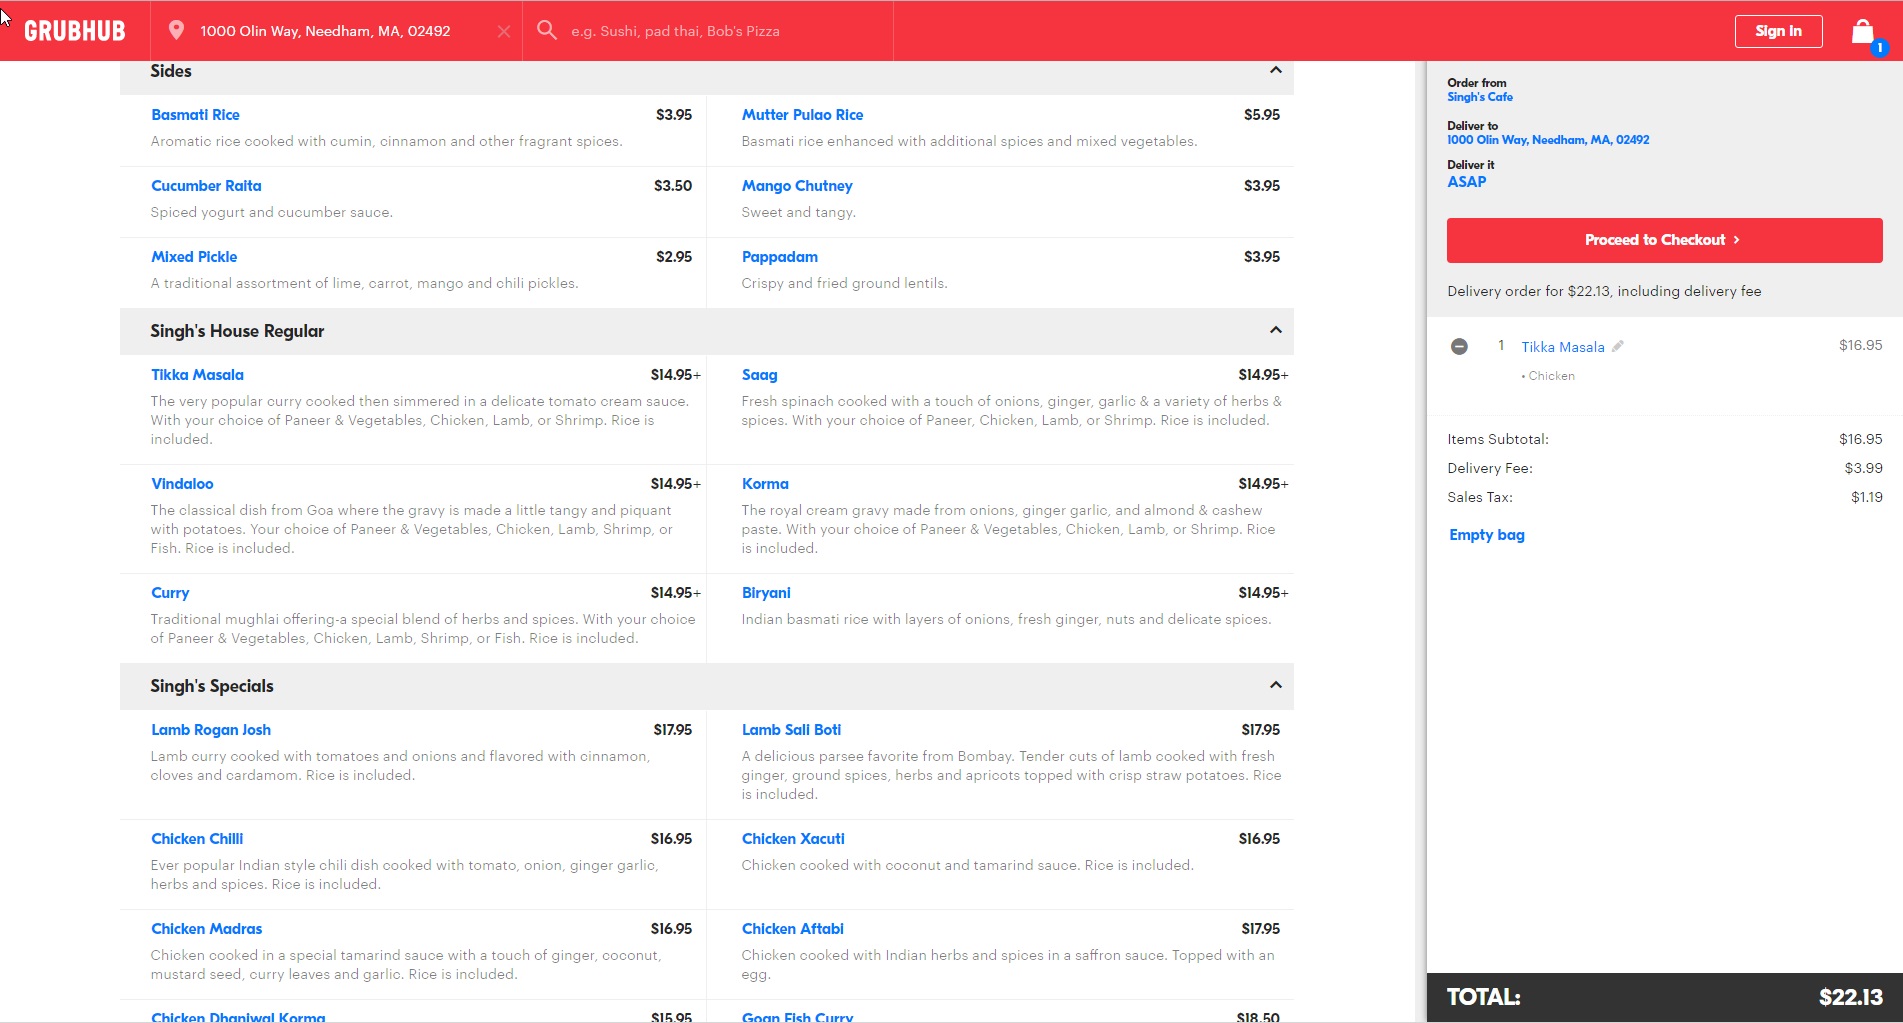 GRUBHUB
1000 Olin Way, Needham, MA, 02492
e.g. Sushi, pad thai, Bob's Pizza
Sign In
1
Sides
Basmati Rice $3.95
Aromatic rice cooked with cumin, cinnamon and other fragrant spices.
Mutter Pulao Rice $5.95
Basmati rice enhanced with additional spices and mixed vegetables.
Cucumber Raita $3.50
Spiced yogurt and cucumber sauce.
Mango Chutney $3.95
Sweet and tangy.
Mixed Pickle $2.95
A traditional assortment of lime, carrot, mango and chili pickles.
Pappadam $3.95
Crispy and fried ground lentils.
Singh's House Regular
Tikka Masala $14.95+
The very popular curry cooked then simmered in a delicate tomato cream sauce.
With your choice of Paneer & Vegetables, Chicken, Lamb, or Shrimp. Rice is
included.
Saag $14.95+
Fresh spinach cooked with a touch of onions, ginger, garlic & a variety of herbs &
spices. With your choice of Paneer, Chicken, Lamb, or Shrimp. Rice is included.
Vindaloo $14.95+
The classical dish from Goa where the gravy is made a little tangy and piquant
with potatoes. Your choice of Paneer & Vegetables, Chicken, Lamb, Shrimp, or
Fish. Rice is included.
Korma $14.95+
The royal cream gravy made from onions, ginger garlic, and almond & cashew
paste. With your choice of Paneer & Vegetables, Chicken, Lamb, or Shrimp. Rice
is included.
Curry $14.95+
Traditional mughlai offering-a special blend of herbs and spices. With your choice
of Paneer & Vegetables, Chicken, Lamb, Shrimp, or Fish. Rice is included.
Biryani $14.95+
Indian basmati rice with layers of onions, fresh ginger, nuts and delicate spices.
Singh's Specials
Lamb Rogan Josh $17.95
Lamb curry cooked with tomatoes and onions and flavored with cinnamon,
cloves and cardamom. Rice is included.
Lamb Sali Boti $17.95
A delicious parsee favorite from Bombay. Tender cuts of lamb cooked with fresh
ginger, ground spices, herbs and apricots topped with crisp straw potatoes. Rice
is included.
Chicken Chilli $16.95
Ever popular Indian style chili dish cooked with tomato, onion, ginger garlic,
herbs and spices. Rice is included.
Chicken Xacuti $16.95
Chicken cooked with coconut and tamarind sauce. Rice is included.
Chicken Madras $16.95
Chicken cooked in a special tamarind sauce with a touch of ginger, coconut,
mustard seed, curry leaves and garlic. Rice is included.
Chicken Aftabi $17.95
Chicken cooked with Indian herbs and spices in a saffron sauce. Topped with an
egg.
Chicken Dhaniwal Korma $15.95
Goan Fish Curry $18.50
Order from
Singh's Cafe
Deliver to
1000 Olin Way, Needham, MA, 02492
Deliver it
ASAP
Proceed to Checkout >
Delivery order for $22.13, including delivery fee
1 Tikka Masala $16.95
• Chicken
Items Subtotal: $16.95
Delivery Fee: $3.99
Sales Tax: $1.19
Empty bag
TOTAL: $22.13